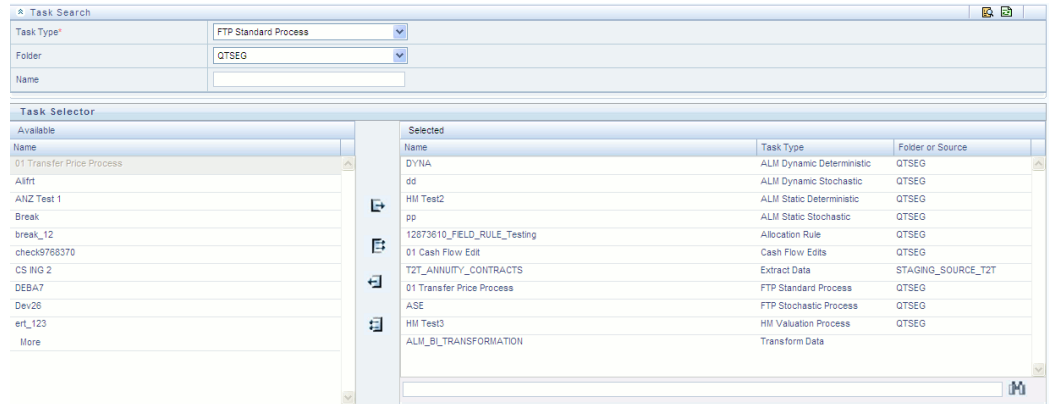 Task Search
Task Type* FTP Standard Process
Folder QTSEG
Name
Task Selector
Available
Name
01 Transfer Price Process
Alifrt
ANZ Test 1
Break
break_12
check9768370
CS ING 2
DEBA7
Dev26
ert_123
More
Selected
Name Task Type Folder or Source
DYNA ALM Dynamic Deterministic QTSEG
dd ALM Dynamic Stochastic QTSEG
HM Test2 ALM Static Deterministic QTSEG
pp ALM Static Stochastic QTSEG
12873610_FIELD_RULE_Testing Allocation Rule QTSEG
01 Cash Flow Edit Cash Flow Edits QTSEG
T2T_ANNUITY_CONTRACTS Extract Data STAGING_SOURCE_T2T
01 Transfer Price Process FTP Standard Process QTSEG
ASE FTP Stochastic Process QTSEG
HM Test3 HM Valuation Process QTSEG
ALM_BI_TRANSFORMATION Transform Data